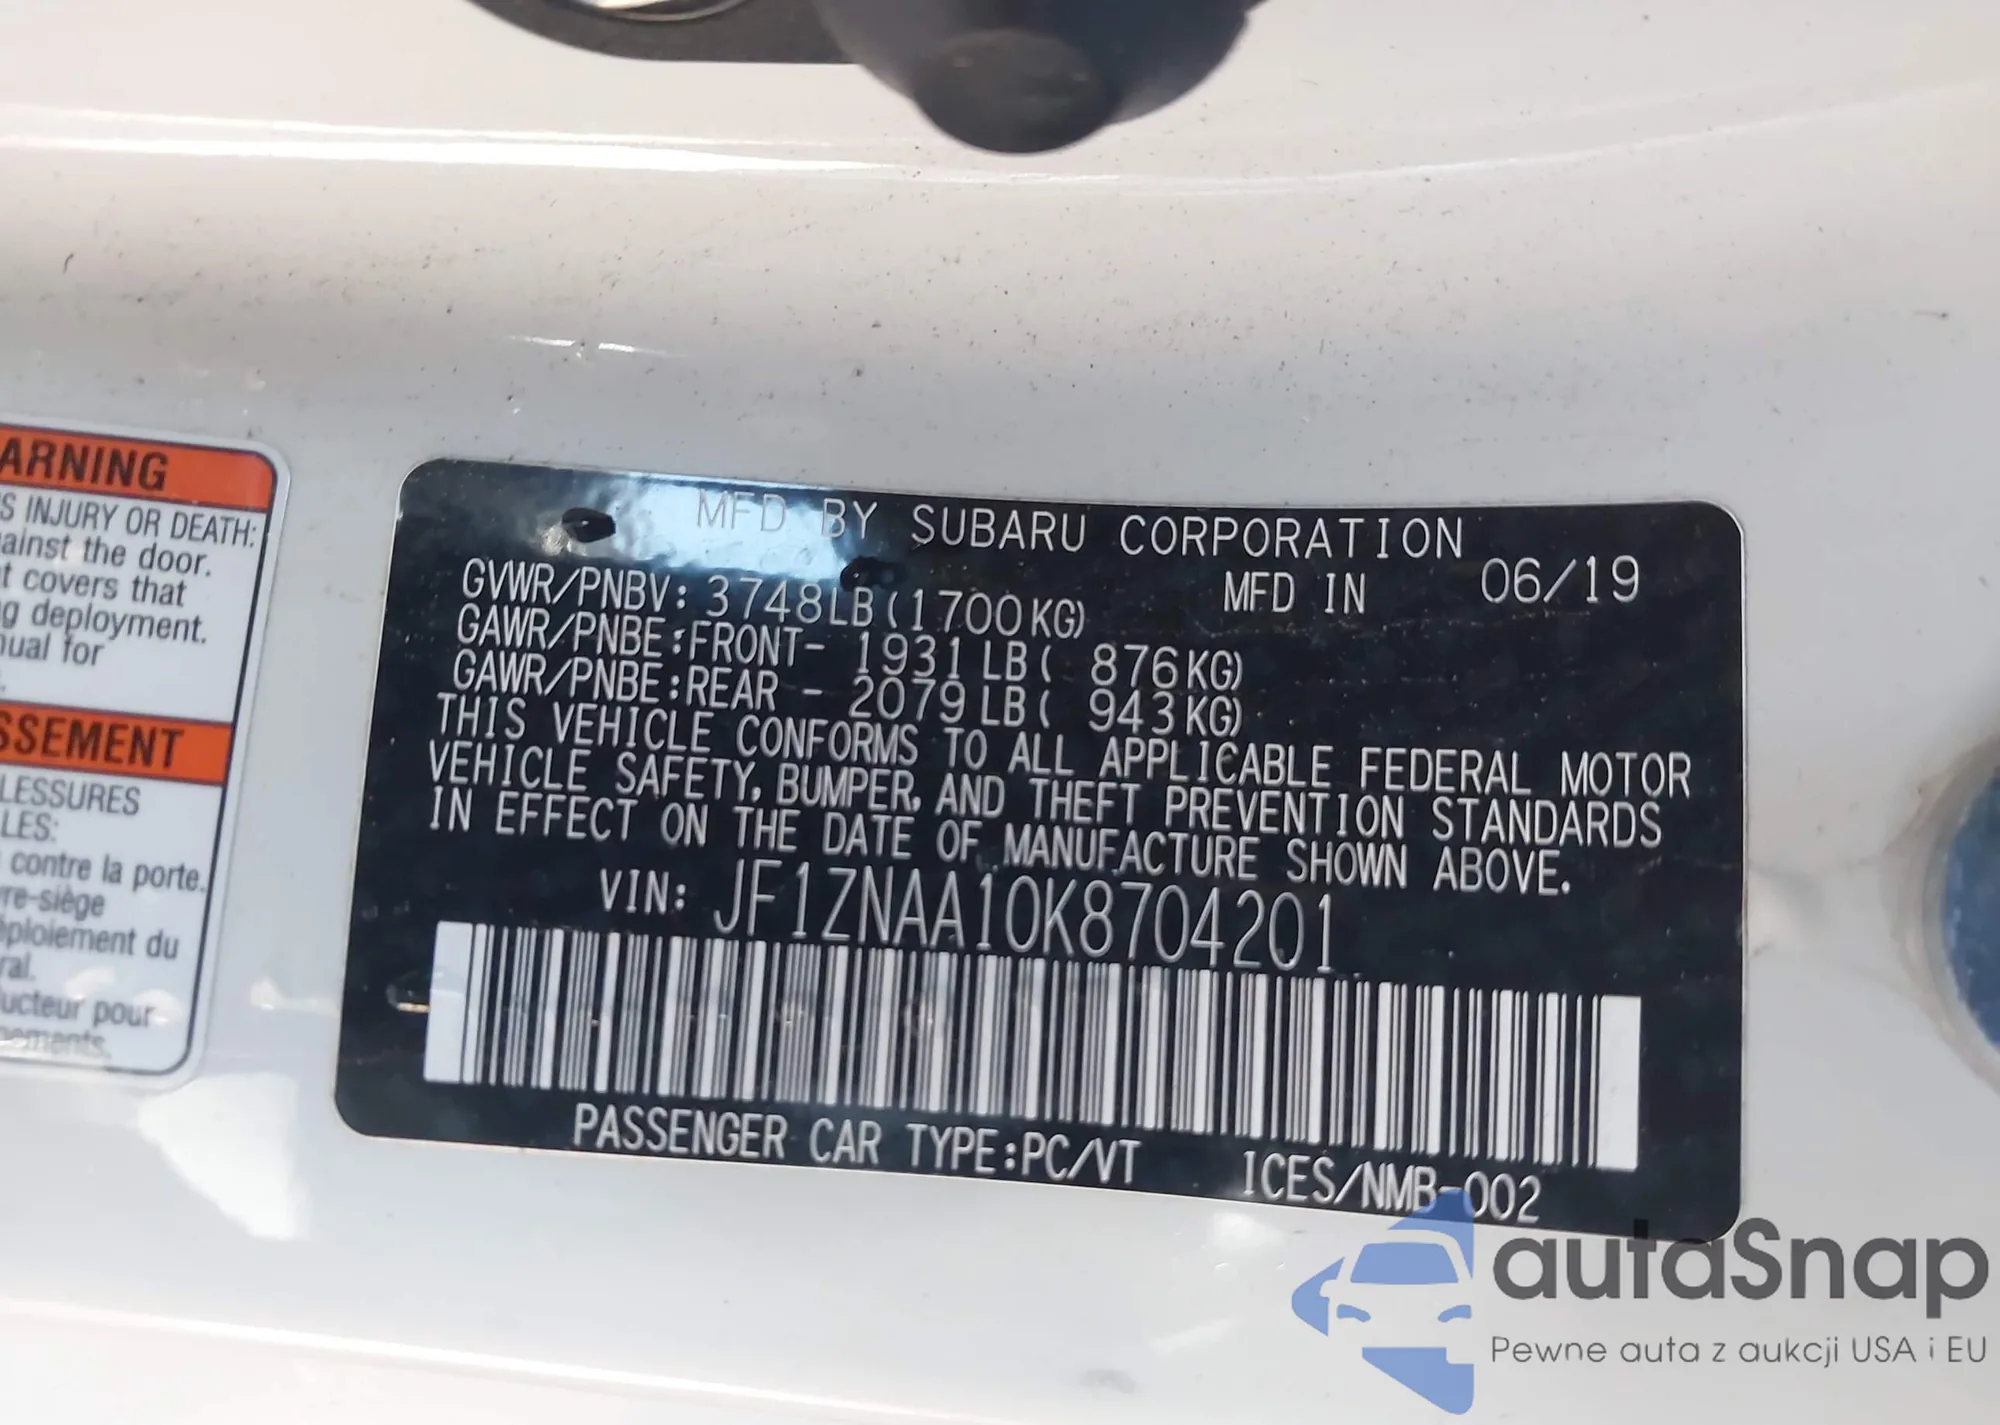 ARNING
S INJURY OR DEATH:
ainst the door.
t covers that
g deployment.
nual for
SSEMENT
LESSURES
LES:
contre la porte.
re-siège
éploiement du
ral.
ucteur pour
nements.
MFD BY SUBARU CORPORATION
GVWR/PNBV: 3748LB(1700KG) MFD IN 06/19
GAWR/PNBE:FRONT- 1931LB( 876KG)
GAWR/PNBE:REAR - 2079LB( 943KG)
THIS VEHICLE CONFORMS TO ALL APPLICABLE FEDERAL MOTOR
VEHICLE SAFETY, BUMPER, AND THEFT PREVENTION STANDARDS
IN EFFECT ON THE DATE OF MANUFACTURE SHOWN ABOVE.
VIN: JF1ZNAA10K8704201
PASSENGER CAR TYPE:PC/VT ICES/NMB-002
autaSnap
Pewne auta z aukcji USA i EU